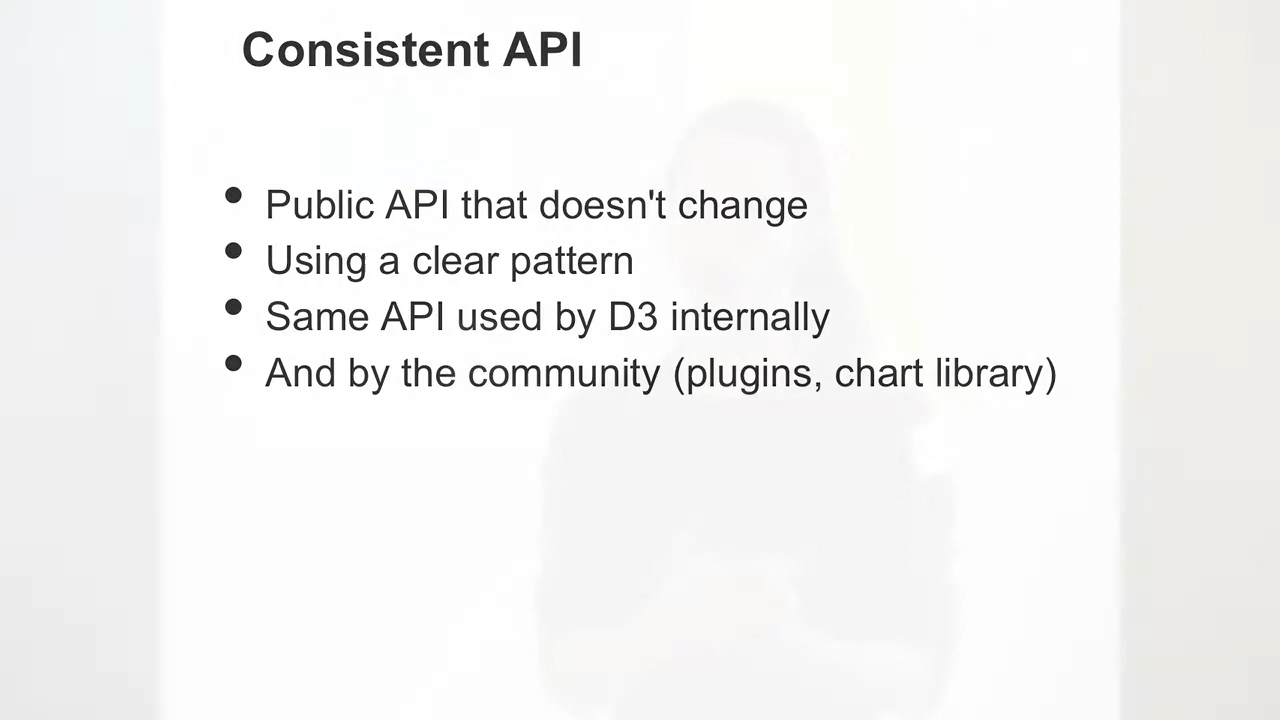 Consistent API
• Public API that doesn't change
• Using a clear pattern
• Same API used by D3 internally
• And by the community (plugins, chart library)